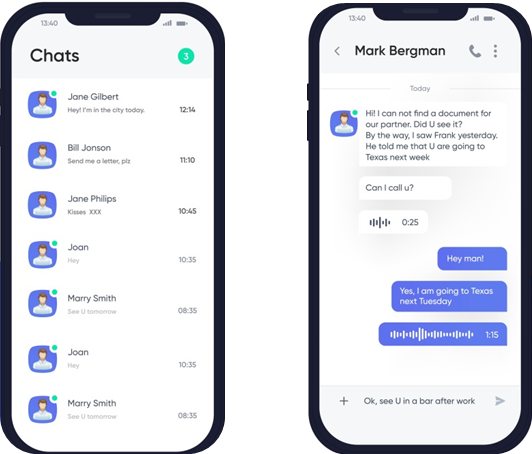 13:40
Chats
3
Jane Gilbert
Hey! I'm in the city today.
12:14
Bill Jonson
Send me a letter, plz
11:10
Jane Philips
Kisses XXX
10:45
Joan
Hey
10:35
Marry Smith
See U tomorrow
08:35
Joan
Hey
10:35
Marry Smith
See U tomorrow
08:35
13:40
Mark Bergman
Today
Hi! I can not find a document for
our partner. Did U see it?
By the way, I saw Frank yesterday.
He told me that U are going to
Texas next week
Can I call u?
0:25
Hey man!
Yes, I am going to Texas
next Tuesday
1:15
Ok, see U in a bar after work